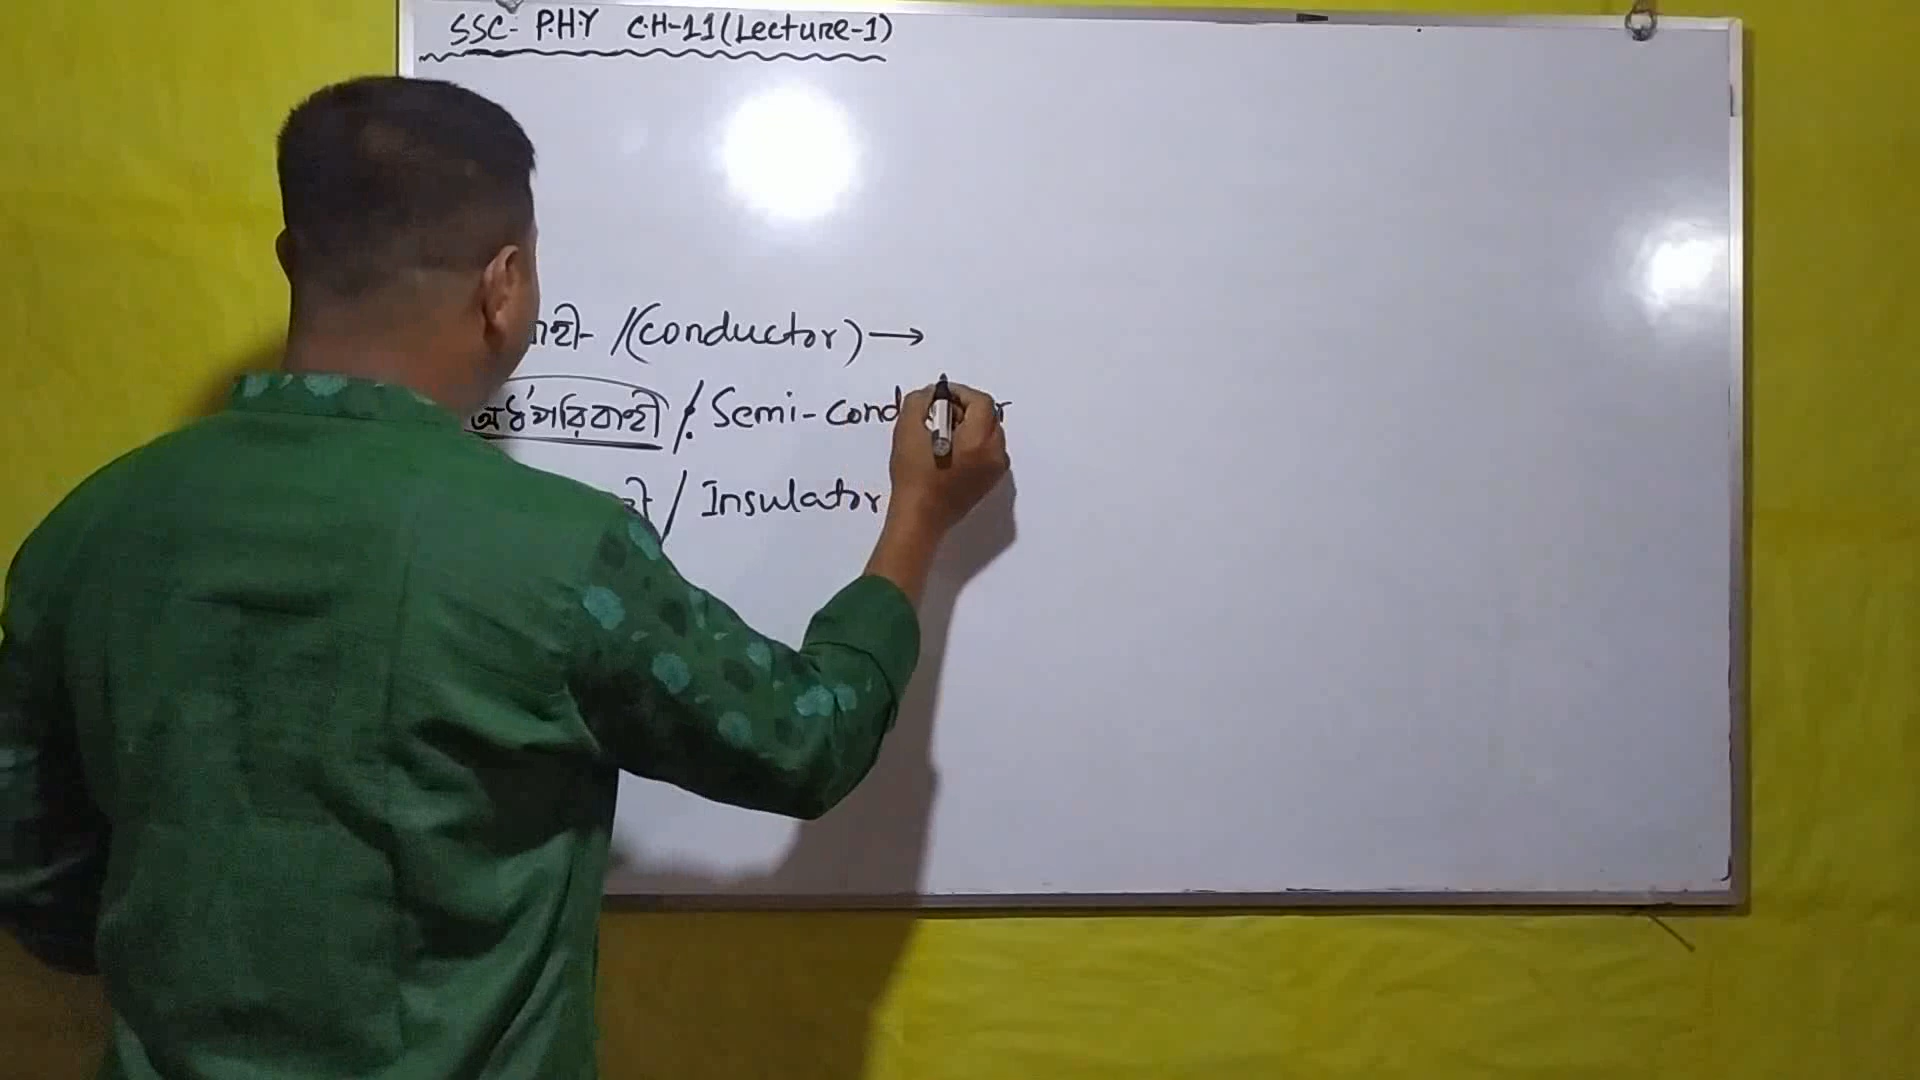 SSC- P.H.Y CH-11(Lecture-1)
/(conductor)→
অর্ধপরিবাহী / Semi-cond
/ Insulator